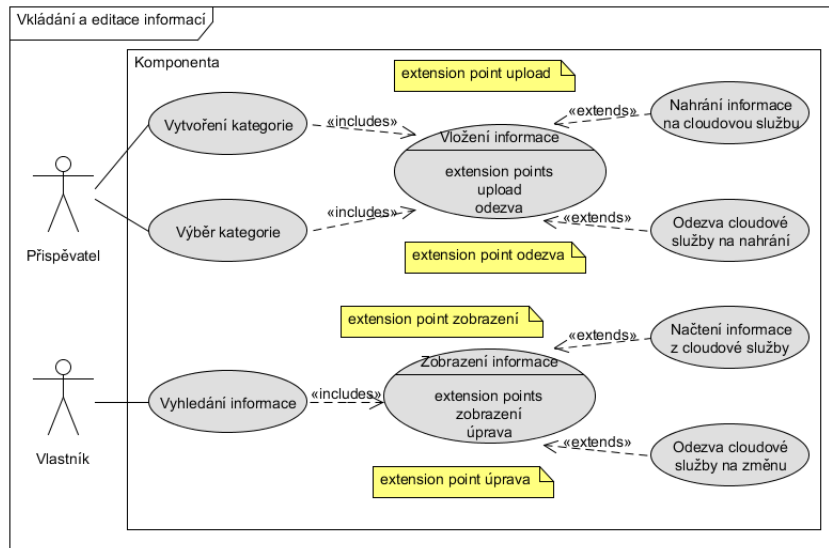 Vkládání a editace informací
Komponenta
extension point upload
Vytvoření kategorie
«includes»
Vložení informace
extension points
upload
odezva
«extends»
Nahrání informace
na cloudovou službu
Přispěvatel
Výběr kategorie
«includes»
«extends»
Odezva cloudové
služby na nahrání
extension point odezva
extension point zobrazení
«extends»
Načtení informace
z cloudové služby
Vlastník
Vyhledání informace
«includes»
Zobrazení informace
extension points
zobrazení
úprava
«extends»
Odezva cloudové
služby na změnu
extension point úprava